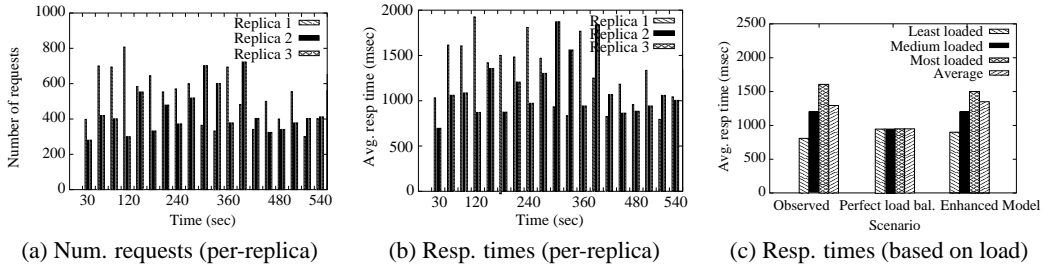 Number of requests
800
600
400
200
0
Replica 1
Replica 2
Replica 3
30 120 240 360 480 540
Time (sec)
(a) Num. requests (per-replica)
Avg. resp time (msec)
2000
1500
1000
500
0
Replica 1
Replica 2
Replica 3
30 120 240 360 480 540
Time (sec)
(b) Resp. times (per-replica)
Avg. resp time (msec)
2500
2000
1500
1000
500
0
Least loaded
Medium loaded
Most loaded
Average
Observed Perfect load bal. Enhanced Model
Scenario
(c) Resp. times (based on load)